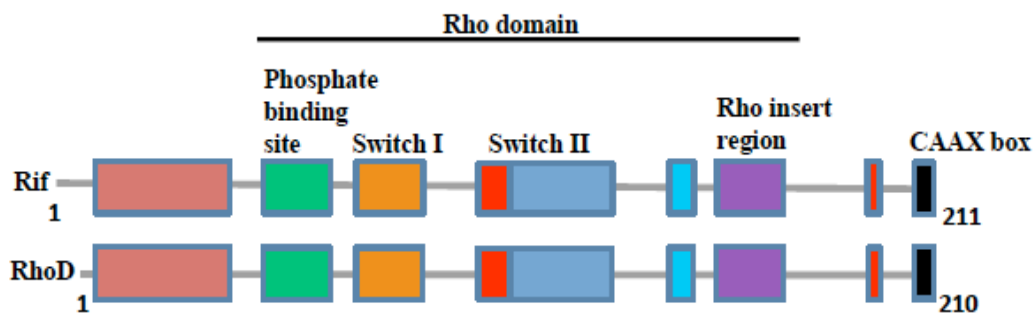 Rho domain
Phosphate
binding
site
Switch I
Switch II
Rho insert
region
CAAX box
Rif
1
211
RhoD
1
210